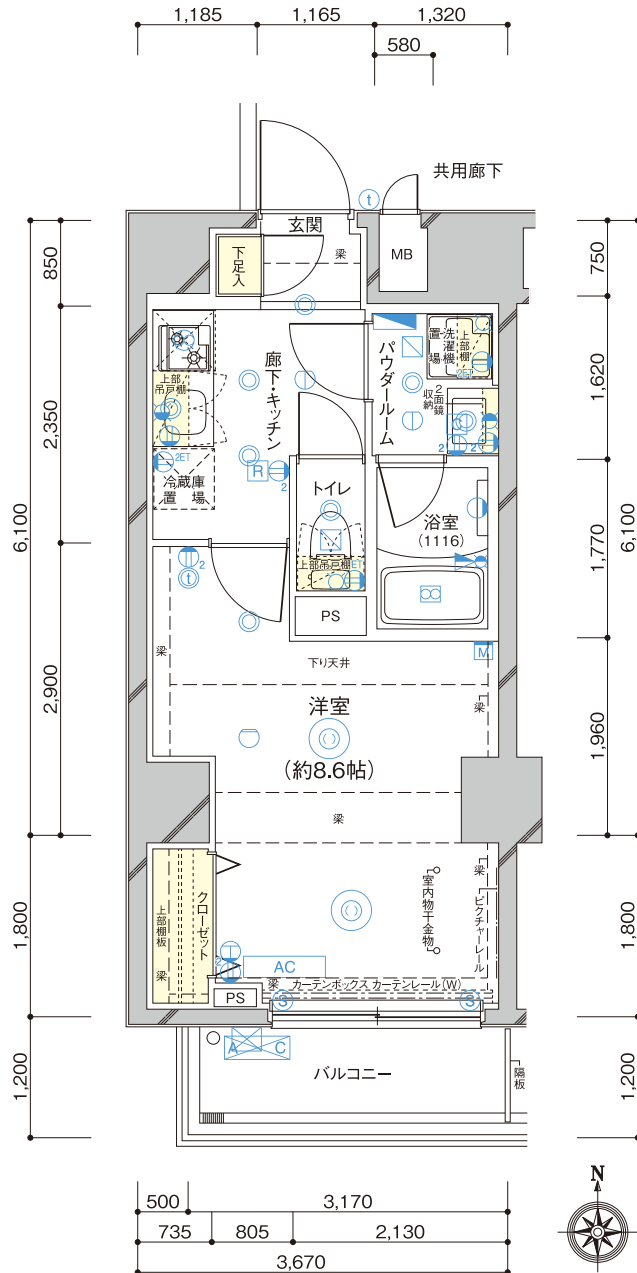 1,185
1,165
1,320
580
共用廊下
t
玄関
下足入
梁
MB
850
750
2,350
6,100
2,900
1,800
1,200
1,620
1,770
6,100
1,960
1,800
1,200
廊下・キッチン
パウダールーム
洗濯機置場
上部棚
2ET
2面鏡収納
2
2
上部吊戸棚
2ET
冷蔵庫置場
R
2
トイレ
上部吊戸棚
ET
浴室
(1116)
2
t
PS
M
梁
下り天井
梁
洋室
(約8.6帖)
梁
クローゼット
上部棚板
梁
室内物干金物
梁
ピクチャーレール
2
AC
梁
カーテンボックス カーテンレール(W)
PS
S
S
A C
バルコニー
隔板
N
500
3,170
735
805
2,130
3,670